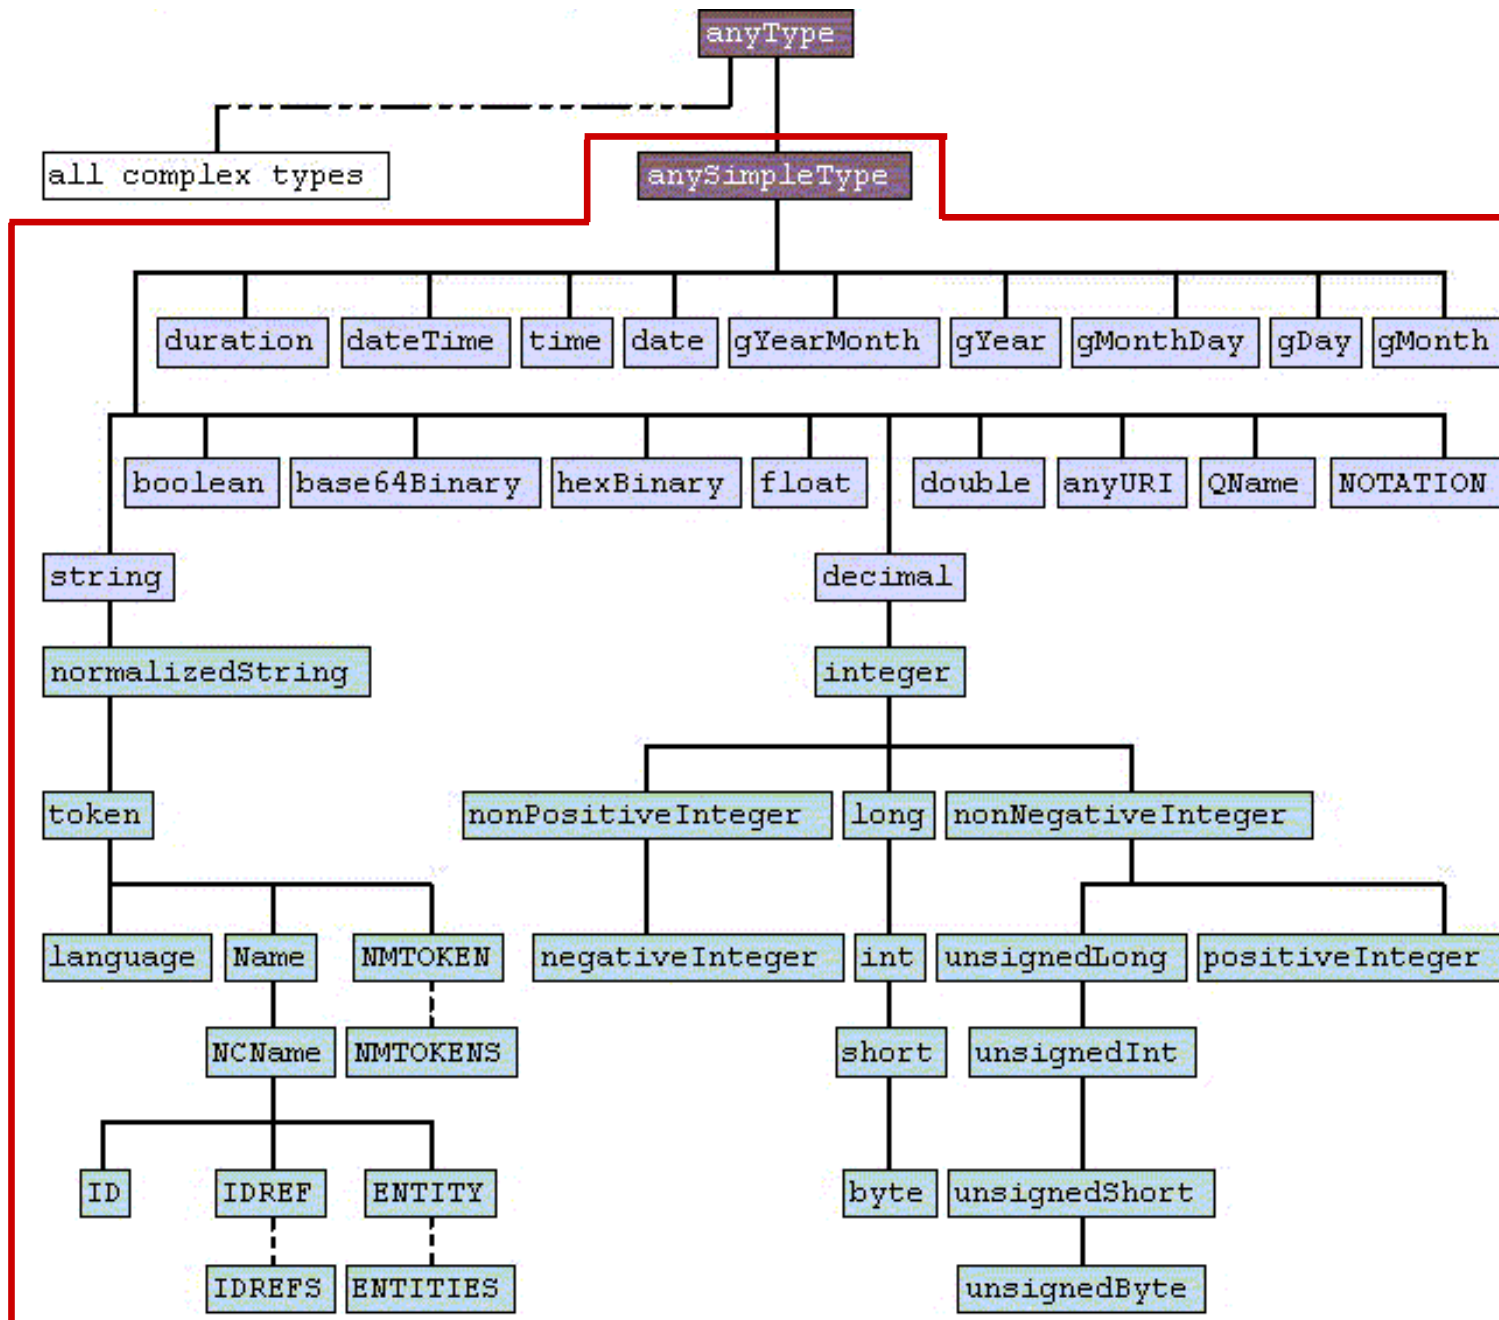 anyType
all complex types
anySimpleType
duration dateTime time date gYearMonth gYear gMonthDay gDay gMonth
boolean base64Binary hexBinary float double anyURI QName NOTATION
string decimal
normalizedString integer
token nonPositiveInteger long nonNegativeInteger
language Name NMTOKEN negativeInteger int unsignedLong positiveInteger
NCName NMTOKENS short unsignedInt
ID IDREF ENTITY byte unsignedShort
IDREFS ENTITIES unsignedByte